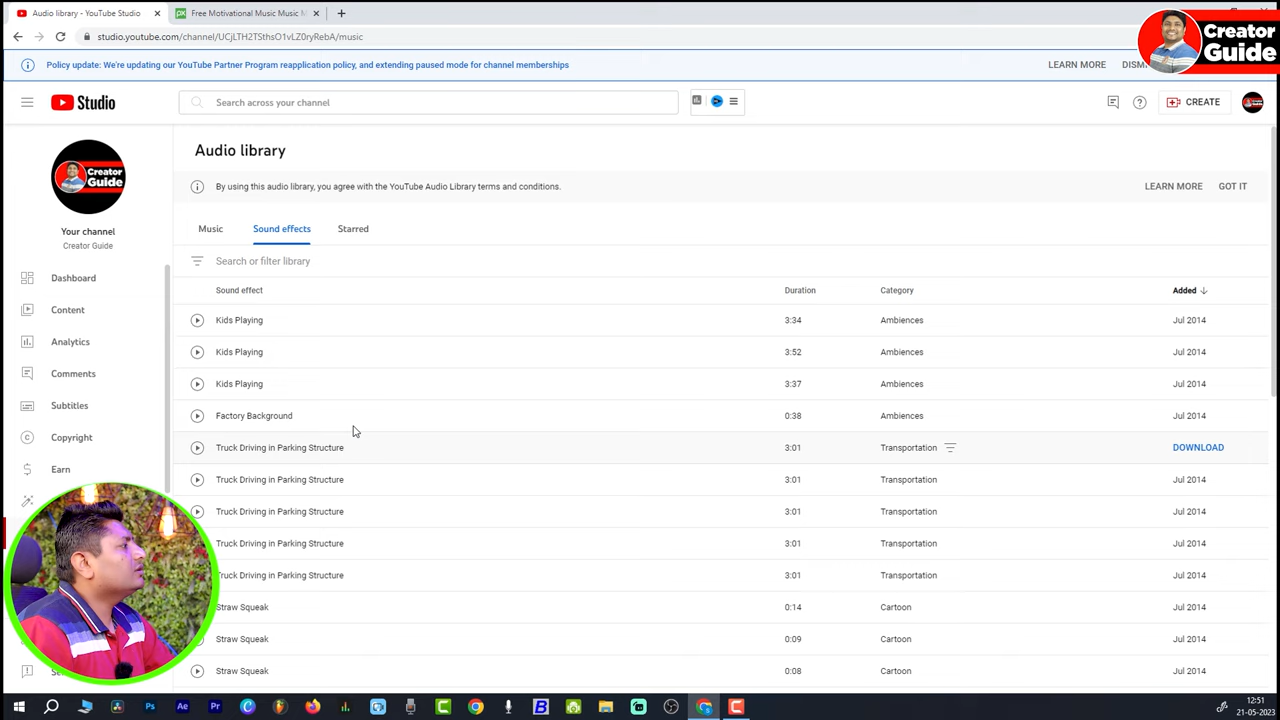 Audio library - YouTube Studio
Free Motivational Music Music M
studio.youtube.com/channel/UCjLTH2TSthsO1vLZ0ryRebA/music
Creator
Guide
Policy update: We're updating our YouTube Partner Program reapplication policy, and extending paused mode for channel memberships
LEARN MORE
Studio
Search across your channel
CREATE
Creator
Guide
Your channel
Creator Guide
Dashboard
Content
Analytics
Comments
Subtitles
Copyright
Earn
Audio library
By using this audio library, you agree with the YouTube Audio Library terms and conditions.
LEARN MORE
GOT IT
Music
Sound effects
Starred
Search or filter library
Sound effect Duration Category Added
Kids Playing 3:34 Ambiences Jul 2014
Kids Playing 3:52 Ambiences Jul 2014
Kids Playing 3:37 Ambiences Jul 2014
Factory Background 0:38 Ambiences Jul 2014
Truck Driving in Parking Structure 3:01 Transportation DOWNLOAD
Truck Driving in Parking Structure 3:01 Transportation Jul 2014
Truck Driving in Parking Structure 3:01 Transportation Jul 2014
Truck Driving in Parking Structure 3:01 Transportation Jul 2014
Truck Driving in Parking Structure 3:01 Transportation Jul 2014
Straw Squeak 0:14 Cartoon Jul 2014
Straw Squeak 0:09 Cartoon Jul 2014
Straw Squeak 0:08 Cartoon Jul 2014
12:51
21-05-2023